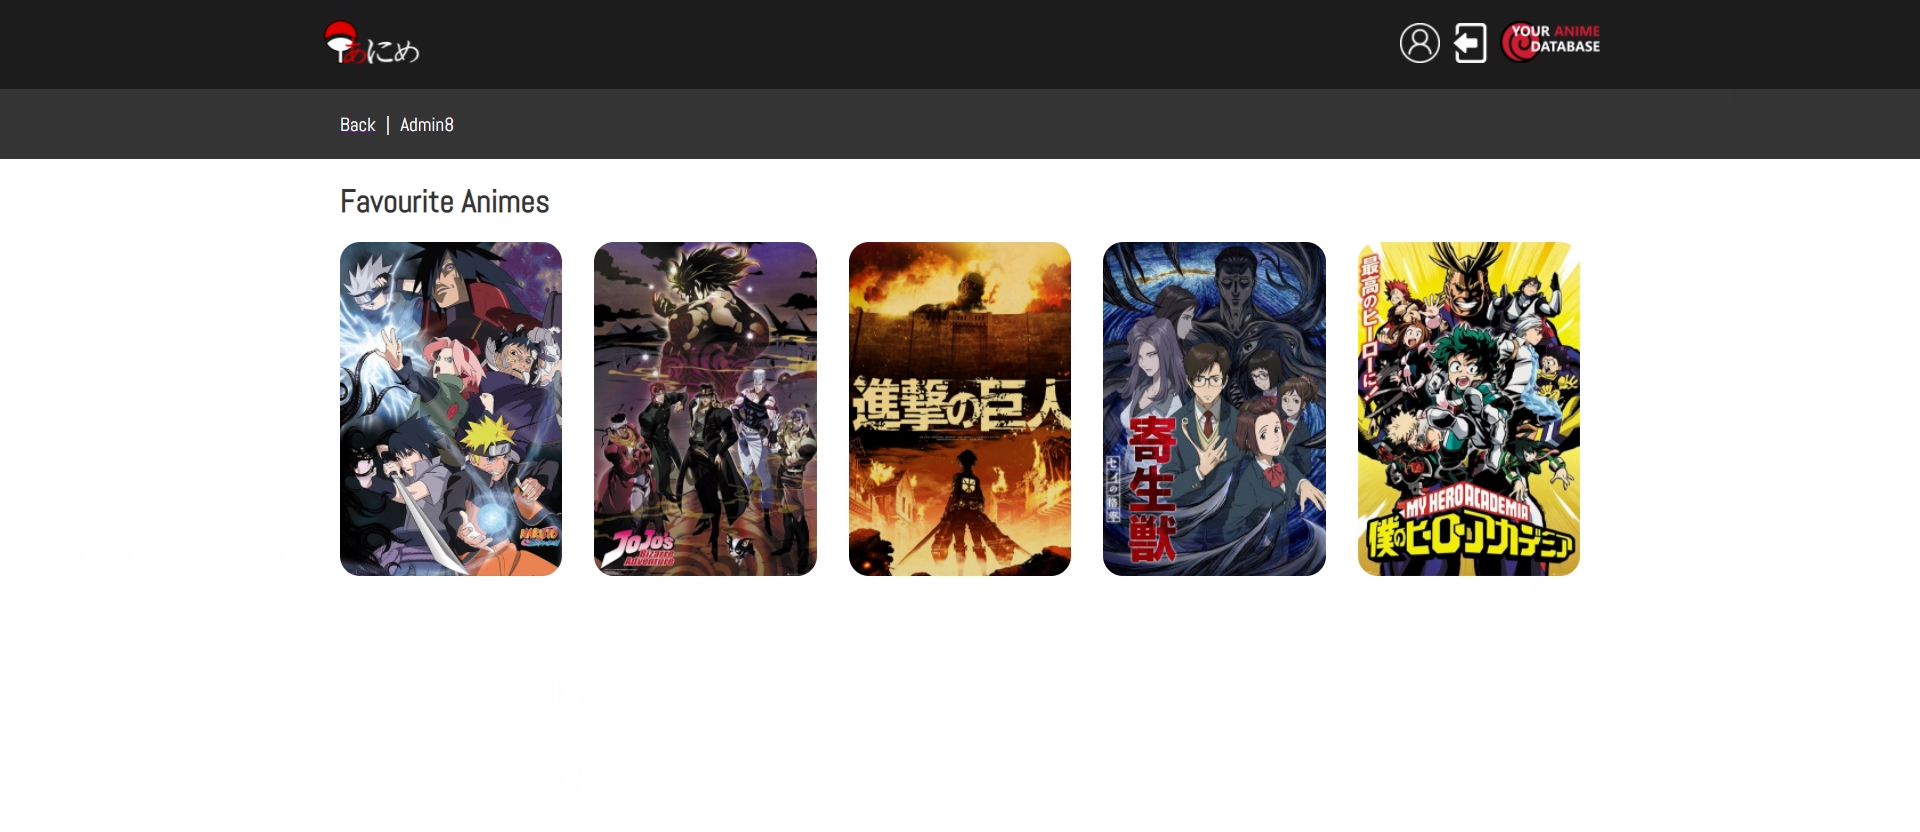 あにめ
YOUR ANIME
DATABASE
Back | Admin8
Favourite Animes
NARUTO
JoJo's
Bizarre
Adventure
進撃の巨人
寄生獣
セイの格率
最高のヒーローに!
MY HERO ACADEMIA
僕のヒーローアカデミア